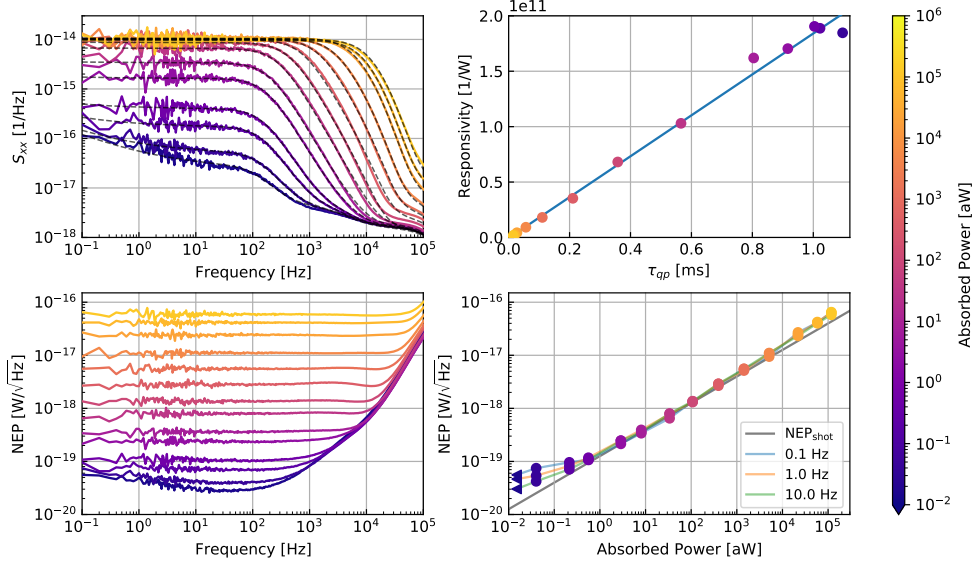 10⁻¹⁴
10⁻¹⁵
10⁻¹⁶
10⁻¹⁷
10⁻¹⁸
Sₓₓ [1/Hz]
10⁻¹ 10⁰ 10¹ 10² 10³ 10⁴ 10⁵
Frequency [Hz]
1e11
2.0
1.5
1.0
0.5
0.0
Responsivity [1/W]
0.0 0.2 0.4 0.6 0.8 1.0
τ_qp [ms]
10⁻¹⁶
10⁻¹⁷
10⁻¹⁸
10⁻¹⁹
10⁻²⁰
NEP [W/√Hz]
10⁻¹ 10⁰ 10¹ 10² 10³ 10⁴ 10⁵
Frequency [Hz]
10⁻¹⁶
10⁻¹⁷
10⁻¹⁸
10⁻¹⁹
10⁻²⁰
NEP [W/√Hz]
NEP_shot
0.1 Hz
1.0 Hz
10.0 Hz
10⁻² 10⁻¹ 10⁰ 10¹ 10² 10³ 10⁴ 10⁵
Absorbed Power [aW]
10⁶
10⁵
10⁴
10³
10²
10¹
10⁰
10⁻¹
10⁻²
Absorbed Power [aW]